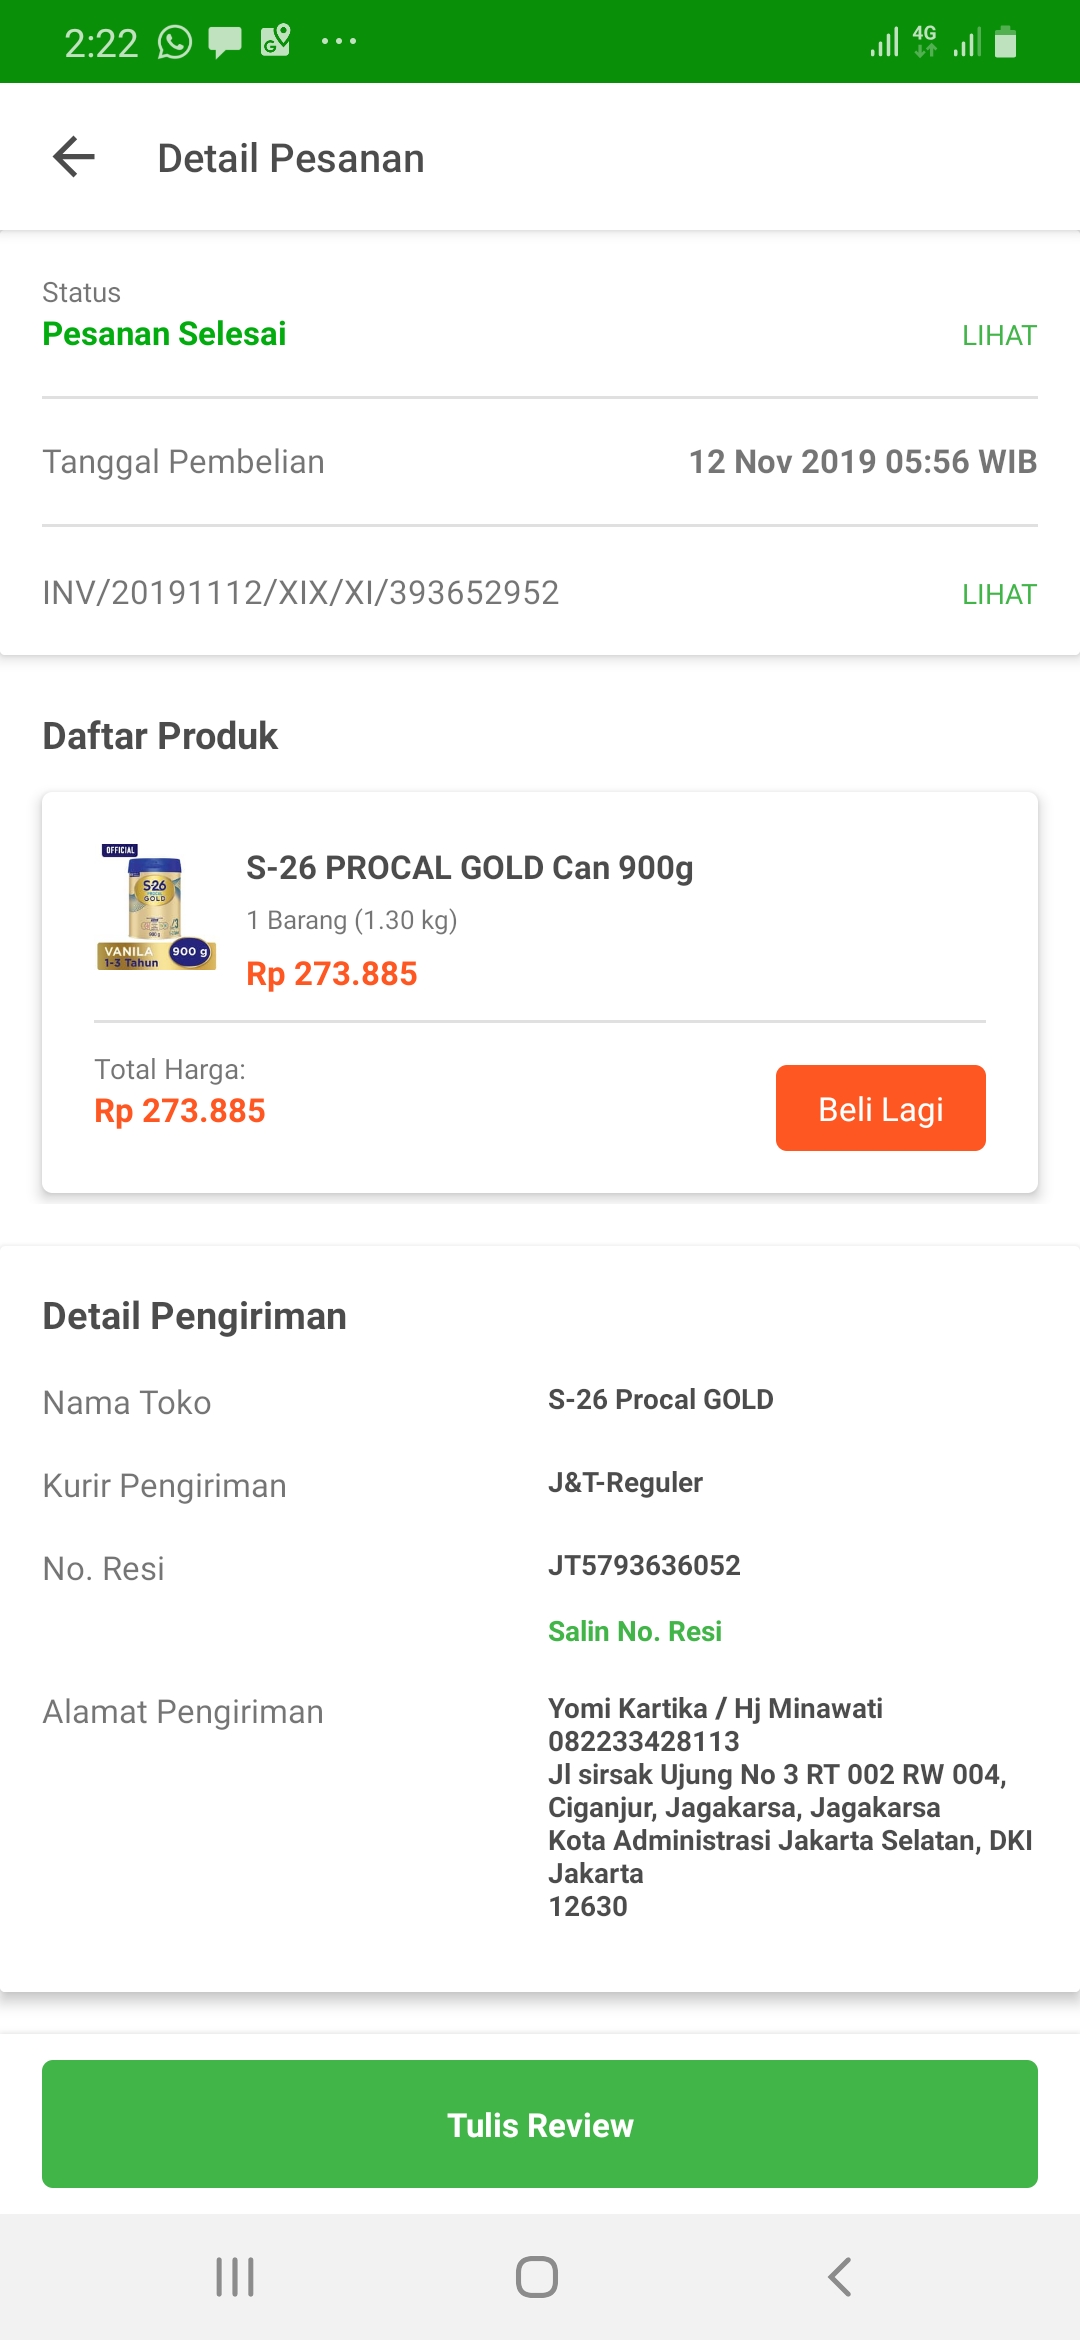 2:22
4G
Detail Pesanan
Status
Pesanan Selesai
LIHAT
Tanggal Pembelian
12 Nov 2019 05:56 WIB
INV/20191112/XIX/XI/393652952
LIHAT
Daftar Produk
OFFICIAL
S-26
GOLD
VANILA
900 g
1-3 Tahun
S-26 PROCAL GOLD Can 900g
1 Barang (1.30 kg)
Rp 273.885
Total Harga:
Rp 273.885
Beli Lagi
Detail Pengiriman
Nama Toko
S-26 Procal GOLD
Kurir Pengiriman
J&T-Reguler
No. Resi
JT5793636052
Salin No. Resi
Alamat Pengiriman
Yomi Kartika / Hj Minawati
082233428113
Jl sirsak Ujung No 3 RT 002 RW 004,
Ciganjur, Jagakarsa, Jagakarsa
Kota Administrasi Jakarta Selatan, DKI
Jakarta
12630
Tulis Review